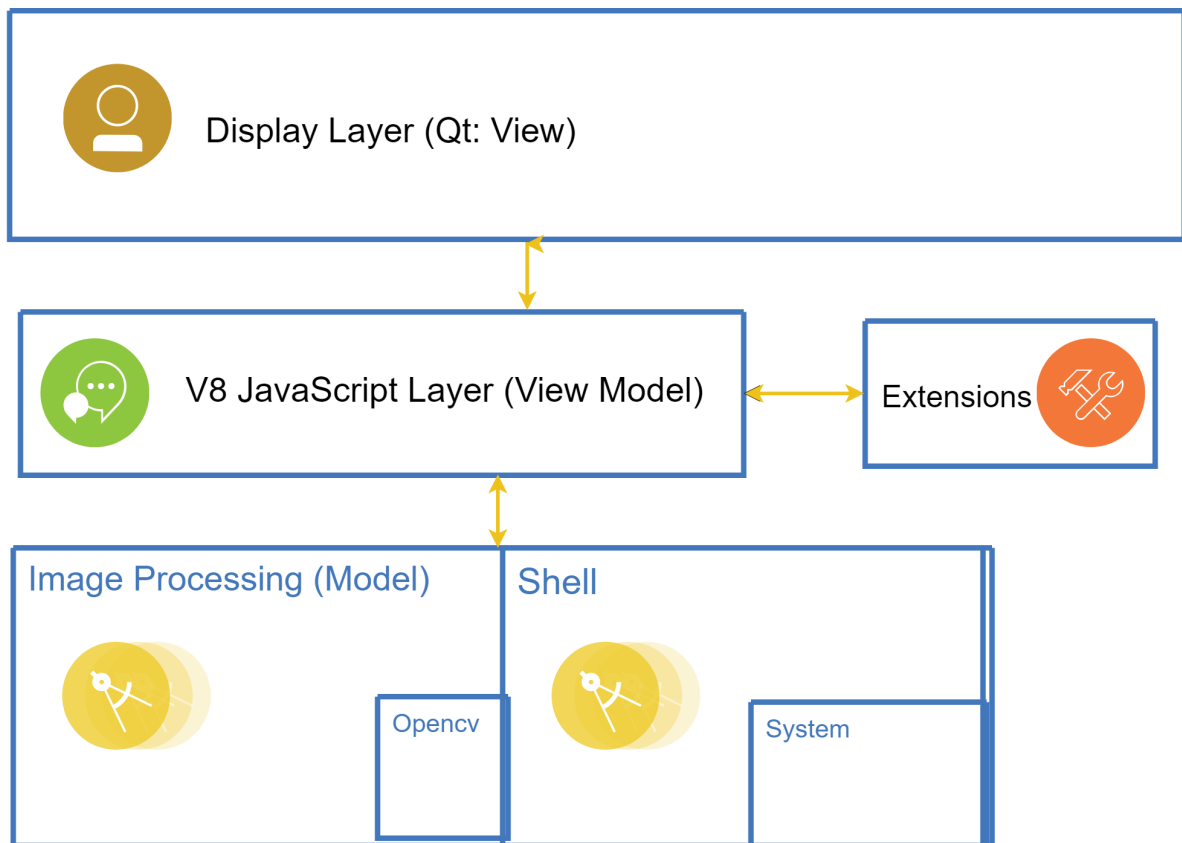 Display Layer (Qt: View)
V8 JavaScript Layer (View Model)
Extensions
Image Processing (Model)
Shell
Opencv
System